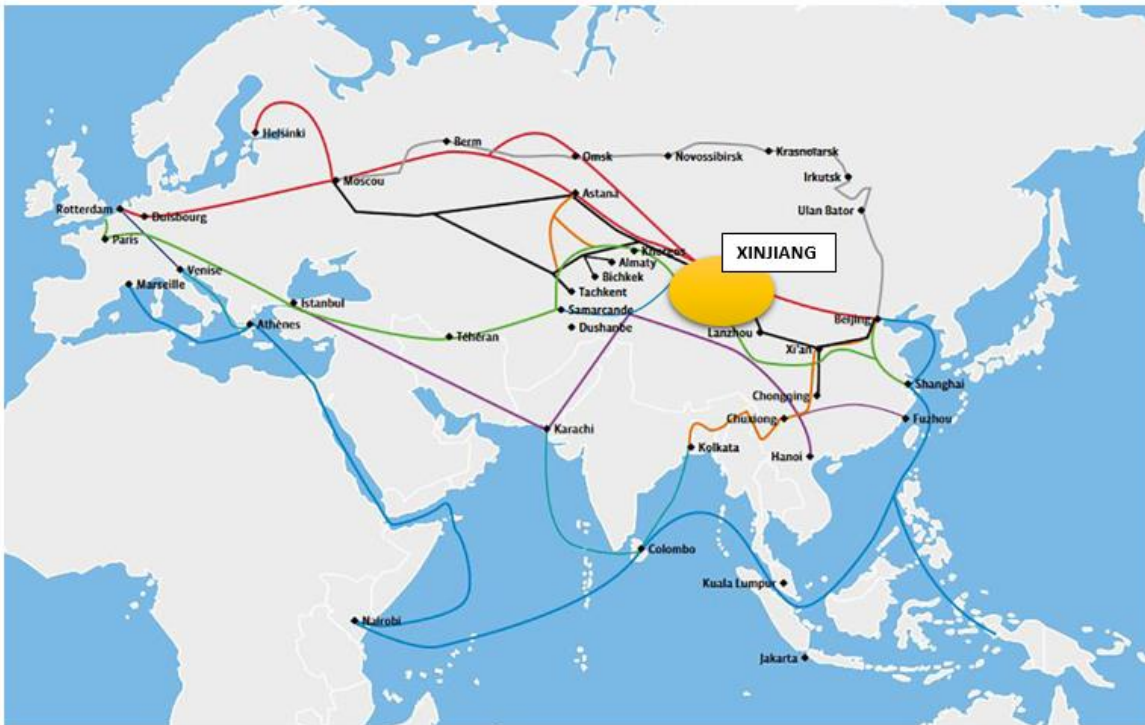 Helsinki
Berm
Omsk
Novossibirsk
Krasnoïarsk
Irkutsk
Moscou
Astana
Ulan Bator
Rotterdam
Duisbourg
Paris
XINJIANG
Khorgos
Almaty
Bichkek
Venise
Marseille
Tachkent
Istanbul
Samarcande
Athènes
Dushanbe
Téhéran
Lanzhou
Beijing
Xi'an
Shanghai
Chongning
Chuxiong
Fuzhou
Karachi
Kolkata
Hanoi
Colombo
Kuala Lumpur
Nairobi
Jakarta